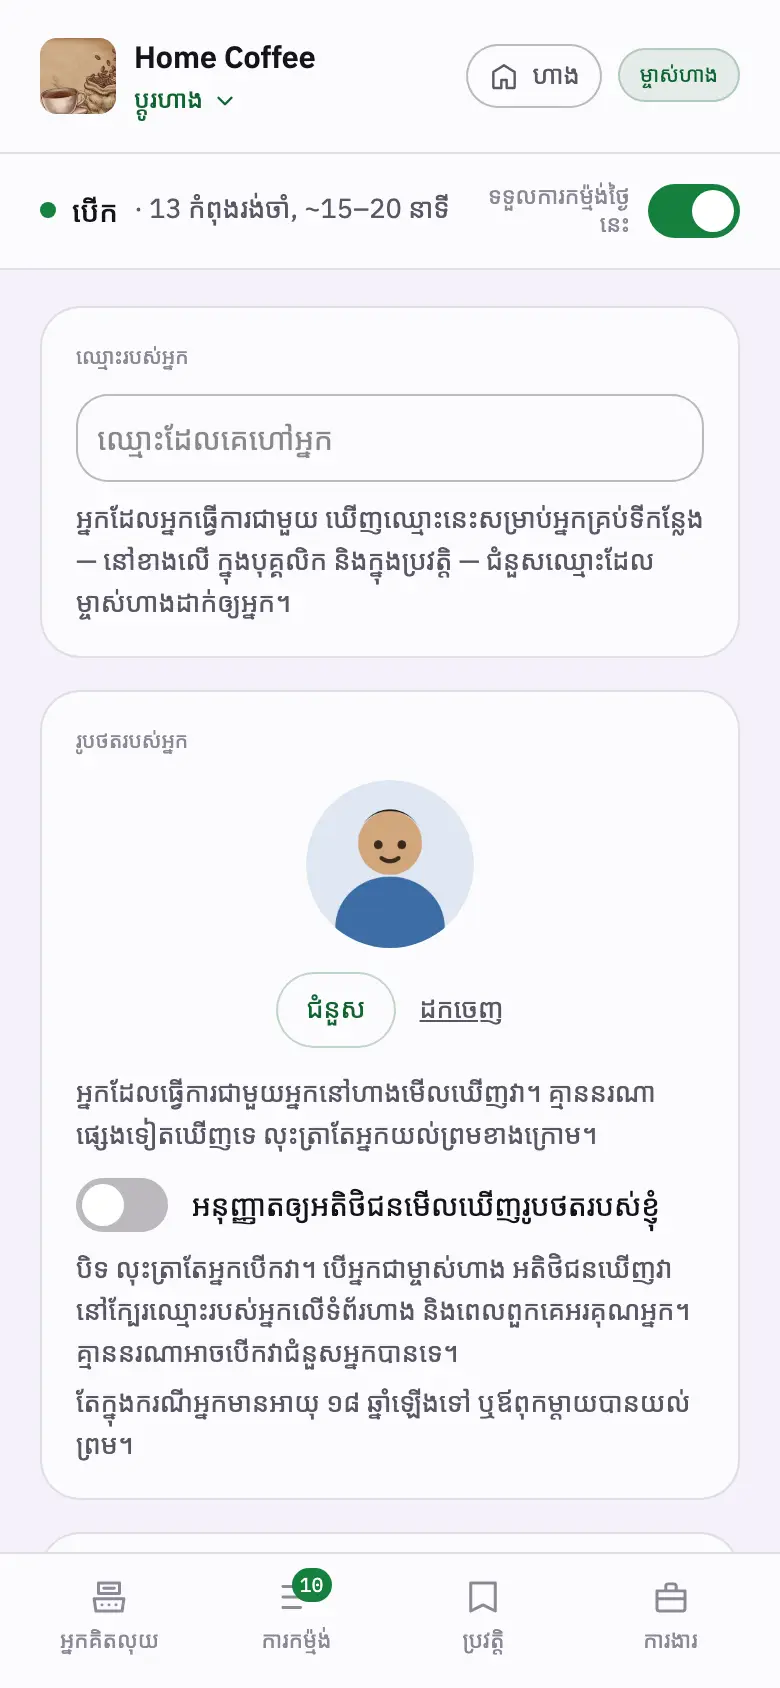 Home Coffee
ប្ដូរហាង
ហាង
ម្ចាស់ហាង
បើក · 13 កំពុងរង់ចាំ, ~15–20 នាទី
ទទួលការកម្ម៉ង់ថ្ងៃ
នេះ
ឈ្មោះរបស់អ្នក
ឈ្មោះដែលគេហៅអ្នក
អ្នកដែលអ្នកធ្វើការជាមួយ ឃើញឈ្មោះនេះសម្រាប់អ្នកគ្រប់ទីកន្លែង
— នៅខាងលើ ក្នុងបុគ្គលិក និងក្នុងប្រវត្តិ — ជំនួសឈ្មោះដែល
ម្ចាស់ហាងដាក់ឲ្យអ្នក។
រូបថតរបស់អ្នក
ជំនួស
ដកចេញ
អ្នកដែលធ្វើការជាមួយអ្នកនៅហាងមើលឃើញវា។ គ្មាននរណា
ផ្សេងទៀតឃើញទេ លុះត្រាតែអ្នកយល់ព្រមខាងក្រោម។
អនុញ្ញាតឲ្យអតិថិជនមើលឃើញរូបថតរបស់ខ្ញុំ
បិទ លុះត្រាតែអ្នកបើកវា។ បើអ្នកជាម្ចាស់ហាង អតិថិជនឃើញវា
នៅក្បែរឈ្មោះរបស់អ្នកលើទំព័រហាង និងពេលពួកគេអរគុណអ្នក។
គ្មាននរណាអាចបើកវាជំនួសអ្នកបានទេ។
តែក្នុងករណីអ្នកមានអាយុ ១៨ ឆ្នាំឡើងទៅ ឬឪពុកម្ដាយបានយល់
ព្រម។
10
អ្នកគិតលុយ
ការកម្ម៉ង់
ប្រវត្តិ
ការងារ